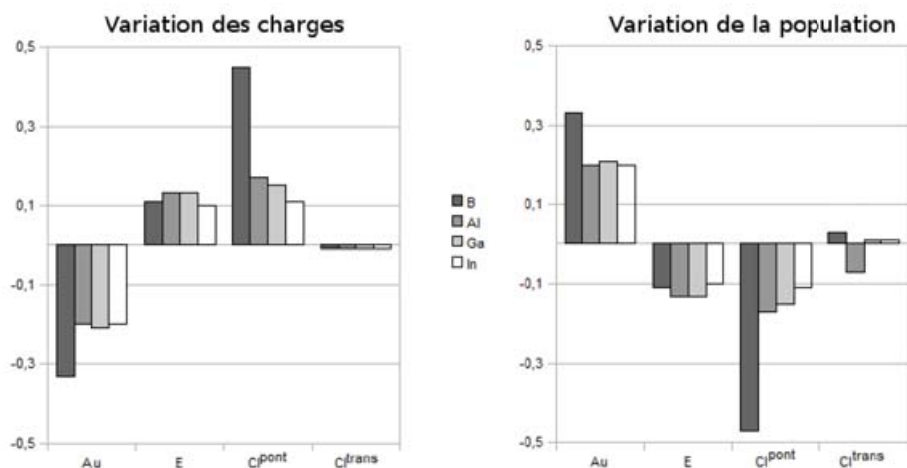 Variation des charges
0,5
0,3
0,1
-0,1
-0,3
-0,5
Au E Cl^pont Cl^trans
B
Al
Ga
In
Variation de la population
0,5
0,3
0,1
-0,1
-0,3
-0,5
Au E Cl^pont Cl^trans